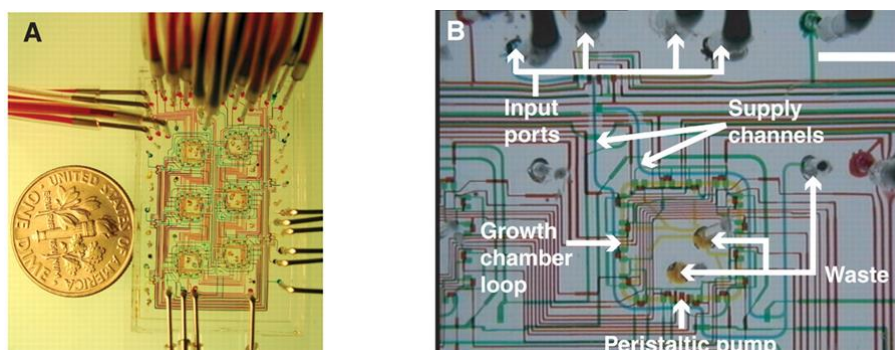 A
UNITED STATES
OF AMERICA
ONE DIME
B
Input
ports
Supply
channels
Growth
chamber
loop
Waste
Peristaltic pump